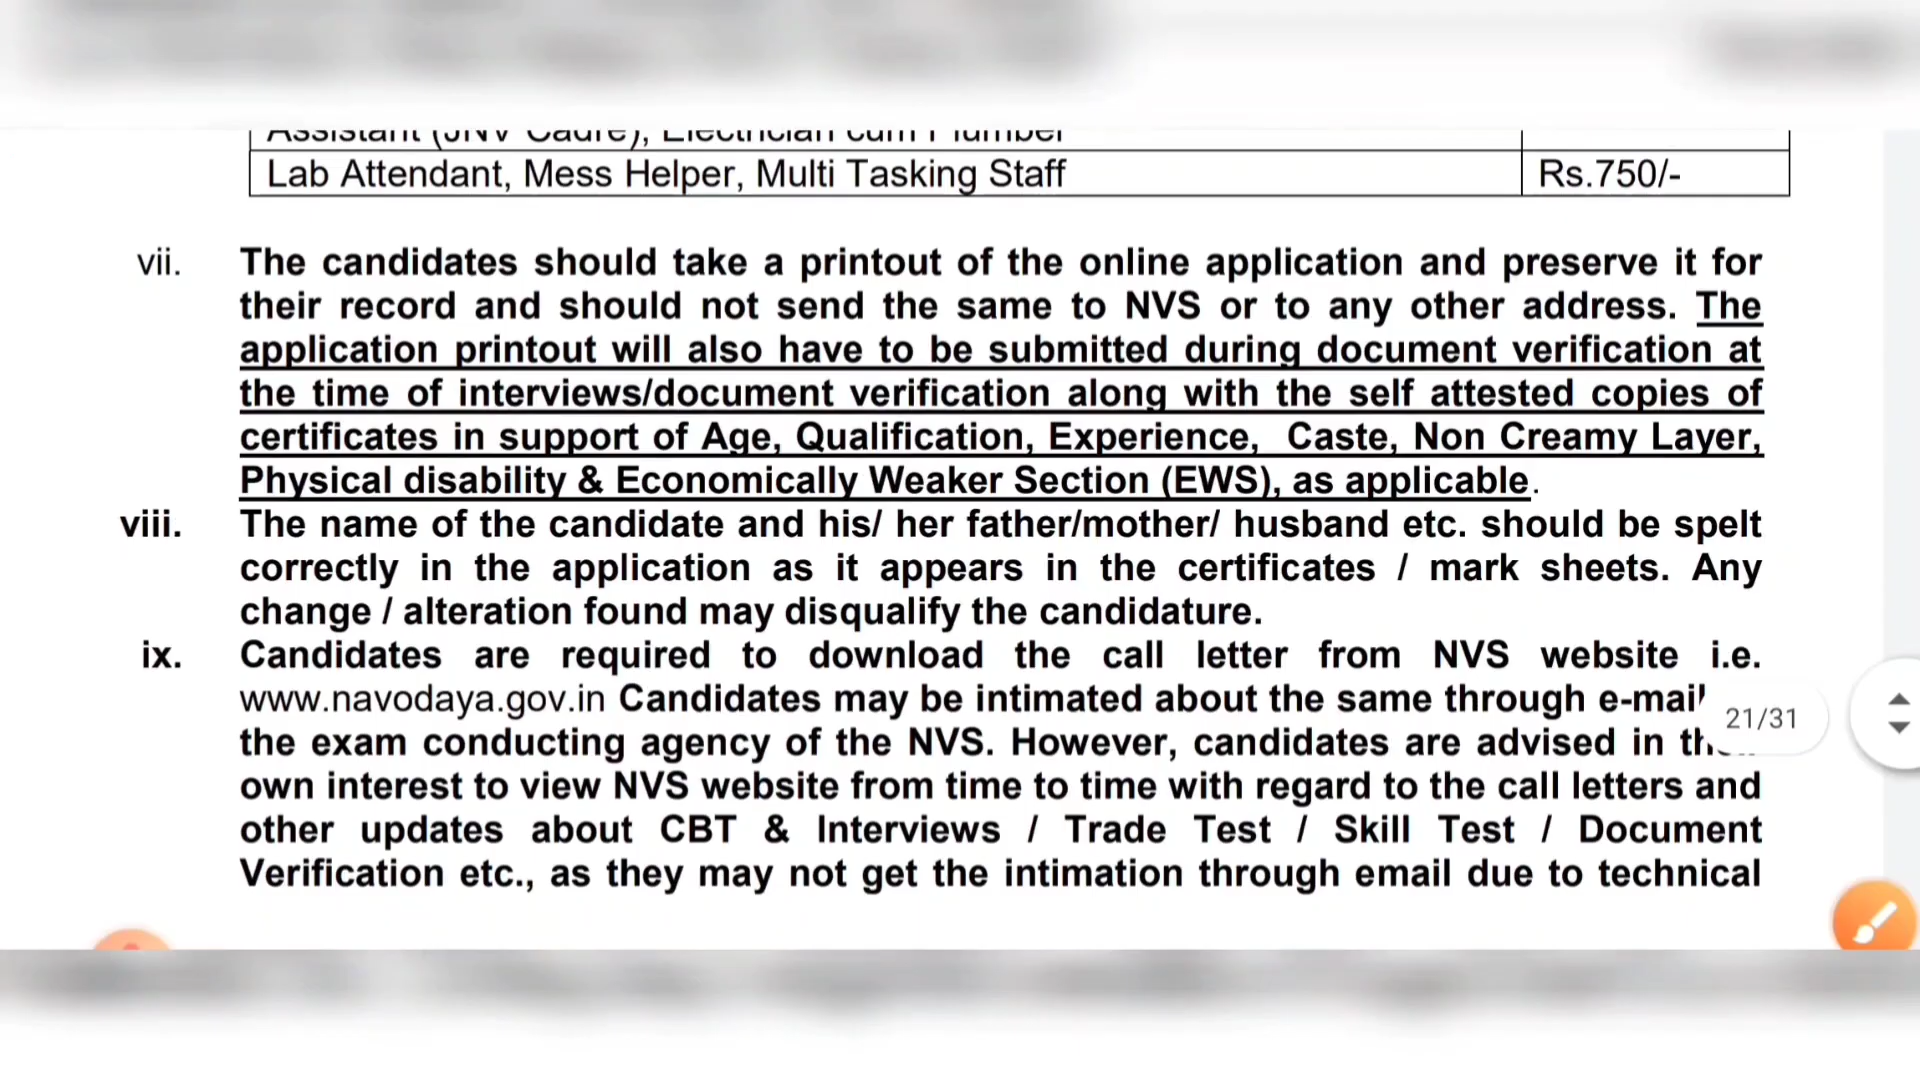 Assistant (JNV Cadre), Electrician cum Plumber
Lab Attendant, Mess Helper, Multi Tasking Staff Rs.750/-
vii. The candidates should take a printout of the online application and preserve it for
their record and should not send the same to NVS or to any other address. The
application printout will also have to be submitted during document verification at
the time of interviews/document verification along with the self attested copies of
certificates in support of Age, Qualification, Experience, Caste, Non Creamy Layer,
Physical disability & Economically Weaker Section (EWS), as applicable.
viii. The name of the candidate and his/ her father/mother/ husband etc. should be spelt
correctly in the application as it appears in the certificates / mark sheets. Any
change / alteration found may disqualify the candidature.
ix. Candidates are required to download the call letter from NVS website i.e.
www.navodaya.gov.in Candidates may be intimated about the same through e-mail
21/31
the exam conducting agency of the NVS. However, candidates are advised in
own interest to view NVS website from time to time with regard to the call letters and
other updates about CBT & Interviews / Trade Test / Skill Test / Document
Verification etc., as they may not get the intimation through email due to technical